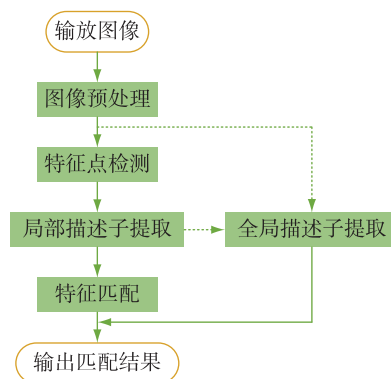 输放图像
图像预处理
特征点检测
局部描述子提取
全局描述子提取
特征匹配
输出匹配结果